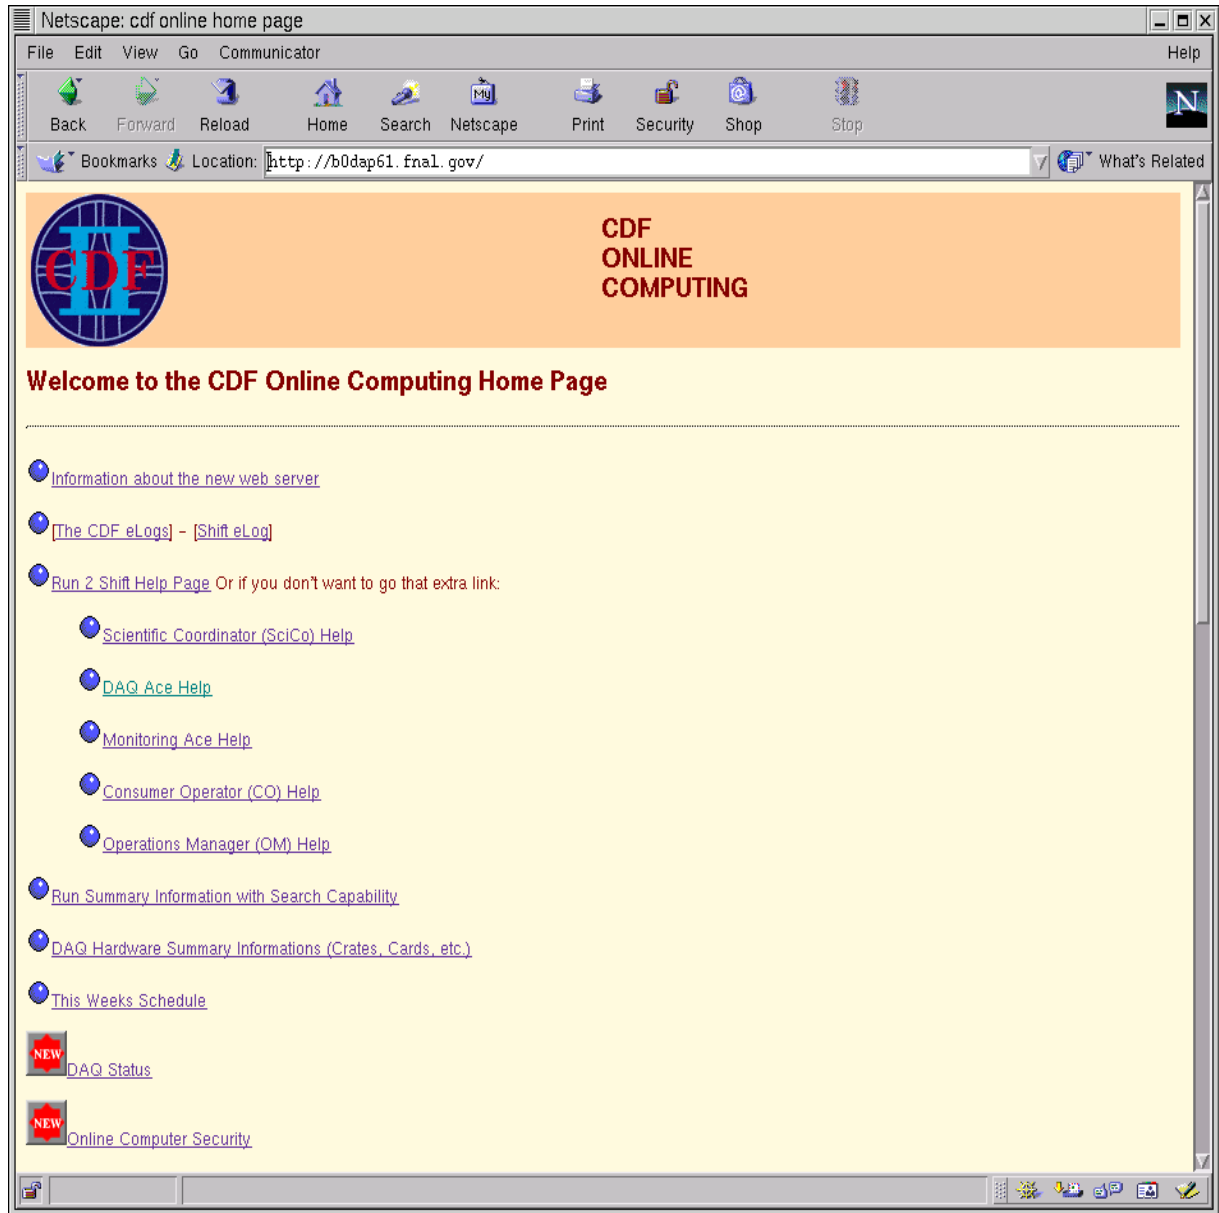 Netscape: cdf online home page
File Edit View Go Communicator Help
My
Back Forward Reload Home Search Netscape Print Security Shop Stop
N
Bookmarks Location: http://b0dap61.fnal.gov/ What's Related
CDF
II
CDF
ONLINE
COMPUTING
Welcome to the CDF Online Computing Home Page
Information about the new web server
[The CDF eLogs] - [Shift eLog]
Run 2 Shift Help Page Or if you don't want to go that extra link:
Scientific Coordinator (SciCo) Help
DAQ Ace Help
Monitoring Ace Help
Consumer Operator (CO) Help
Operations Manager (OM) Help
Run Summary Information with Search Capability
DAQ Hardware Summary Informations (Crates, Cards, etc.)
This Weeks Schedule
NEW DAQ Status
NEW Online Computer Security